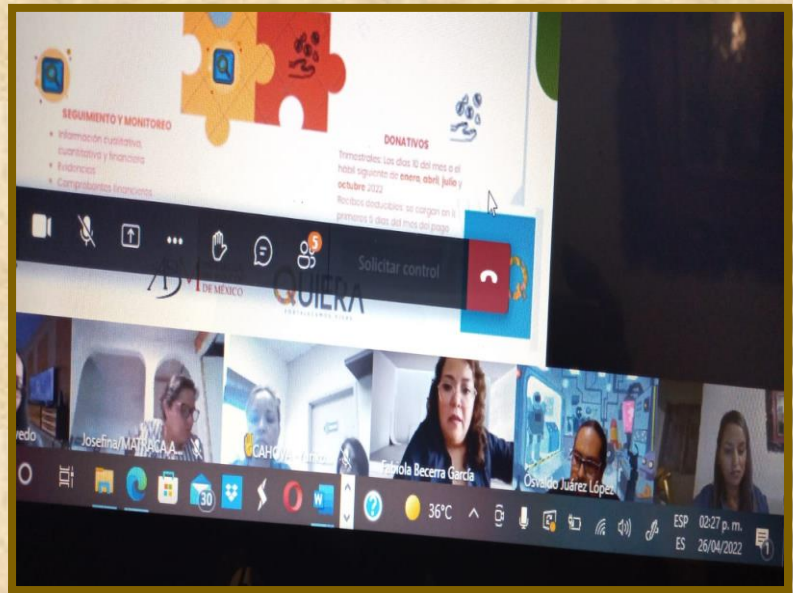 SEGUIMIENTO Y MONITOREO
• Información cualitativa,
cuantitativa y financiera
• Evidencias
• Comprobantes financieros
DONATIVOS
Trimestrales: Los días 10 del mes o el
hábil siguiente de enero, abril, julio y
octubre 2022
Recibos deducibles: se cargan en
primeros 5 días del mes del pago
5
Solicitar control
DE MÉXICO
QUIERA
Josefina/MATRACA A...
CAHO
Fabiola Becerra García
Osvaldo Juárez López
30
36°C
ESP
ES
02:27 p. m.
26/04/2022
1